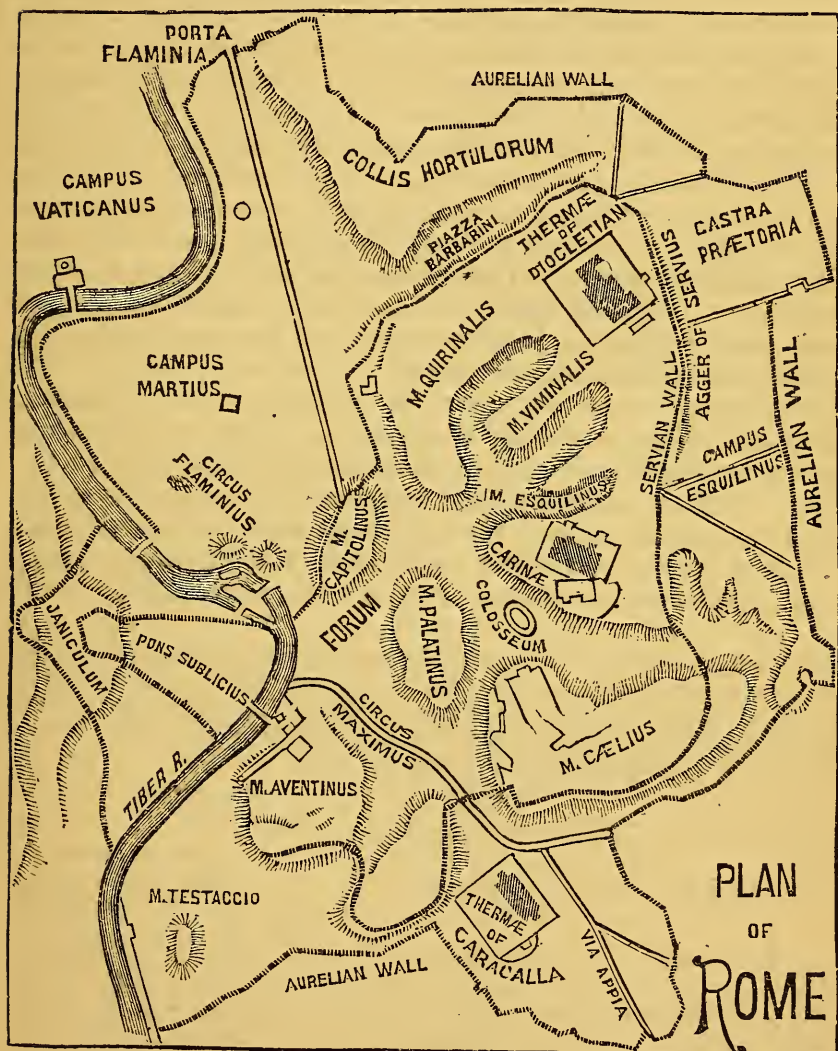 PORTA
FLAMINIA
AURELIAN WALL
COLLIS HORTULORUM
CAMPUS
VATICANUS
PIAZZA
BARBARINI
THERMÆ
OF
DIOCLETIAN
CASTRA
PRÆTORIA
AGGER OF SERVIUS
SERVIAN WALL
CAMPUS
MARTIUS
M. QUIRINALIS
M. VIMINALIS
CAMPUS
ESQUILINUS
AURELIAN WALL
CIRCUS
FLAMINIUS
M. ESQUILINUS
M.
CAPITOLINUS
CARINÆ
FORUM
M. PALATINUS
COLOSSEUM
JANICULUM
PONS SUBLICIUS
CIRCUS
MAXIMUS
M. CÆLIUS
TIBER R.
M. AVENTINUS
M. TESTACCIO
THERMÆ
OF
CARACALLA
AURELIAN WALL
VIA APPIA
PLAN
OF
ROME